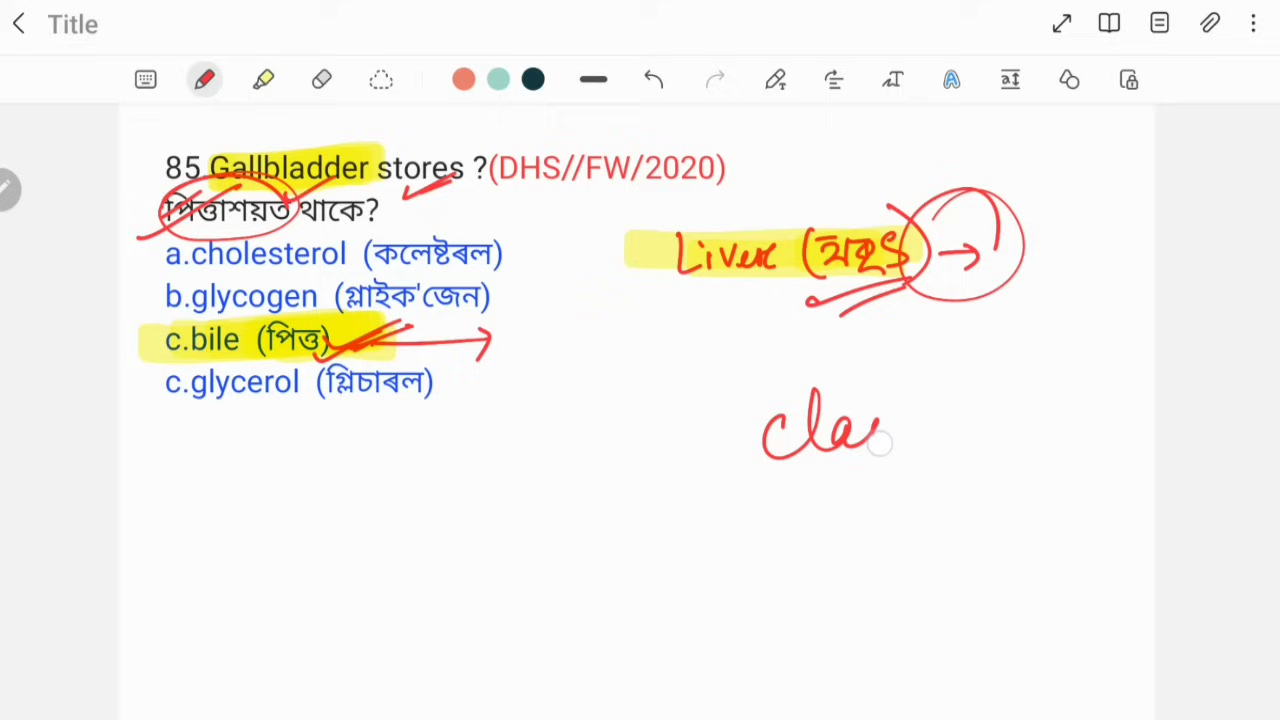 Title
85 Gallbladder stores ?(DHS//FW/2020)
পিত্তাশয়ত থাকে?
a.cholesterol (কলেষ্টৰল)
b.glycogen (গ্লাইক'জেন)
c.bile (পিত্ত)
c.glycerol (গ্লিচাৰল)
Liver (যকৃৎ) →